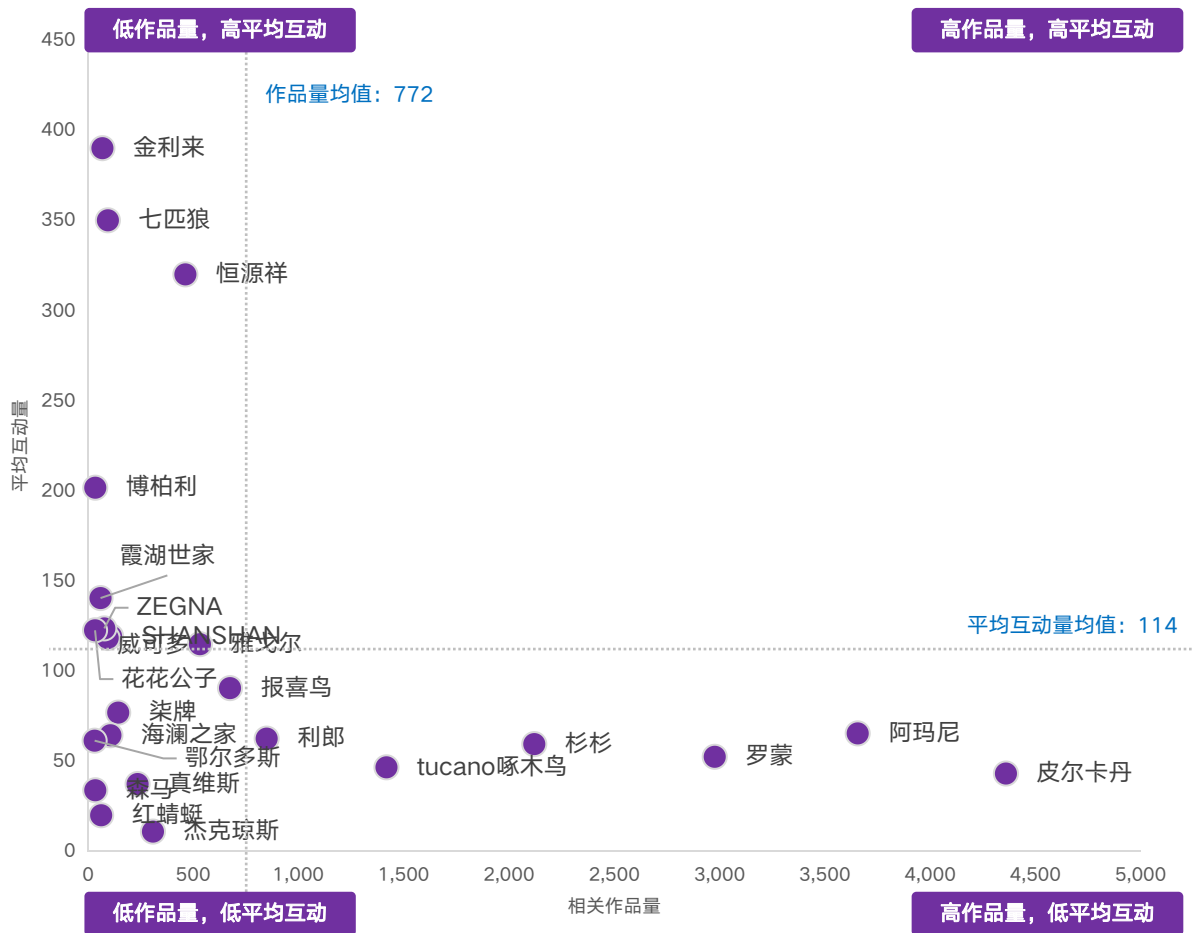 低作品量，高平均互动
高作品量，高平均互动
450
作品量均值：772
400
金利来
350
七匹狼
恒源祥
300
250
平均互动量
200
博柏利
霞湖世家
150
ZEGNA
SHANSHAN
威可多
雅戈尔
平均互动量均值：114
100
花花公子
报喜鸟
柒牌
海澜之家
利郎
杉杉
阿玛尼
鄂尔多斯
罗蒙
50
tucano啄木鸟
皮尔卡丹
真维斯
森马
红蜻蜓
杰克琼斯
0
0
500
1,000
1,500
2,000
2,500
3,000
3,500
4,000
4,500
5,000
相关作品量
低作品量，低平均互动
高作品量，低平均互动